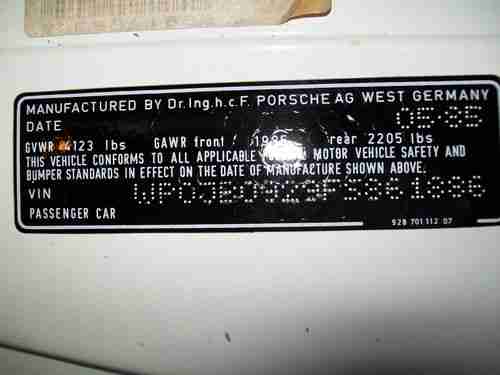 MANUFACTURED BY Dr.Ing.h.c.F. PORSCHE AG WEST GERMANY
DATE 05-85
GVWR 4123 lbs GAWR front rear 2205 lbs
THIS VEHICLE CONFORMS TO ALL APPLICABLE MOTOR VEHICLE SAFETY AND
BUMPER STANDARDS IN EFFECT ON THE DATE OF MANUFACTURE SHOWN ABOVE.
VIN
PASSENGER CAR
928 701 112 07